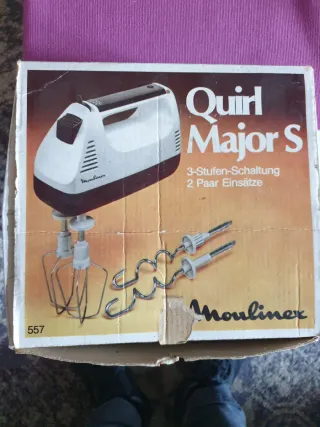 Quirl
Major S
3-Stufen-Schaltung
2 Paar Einsätze
Moulinex
Moulinex
557